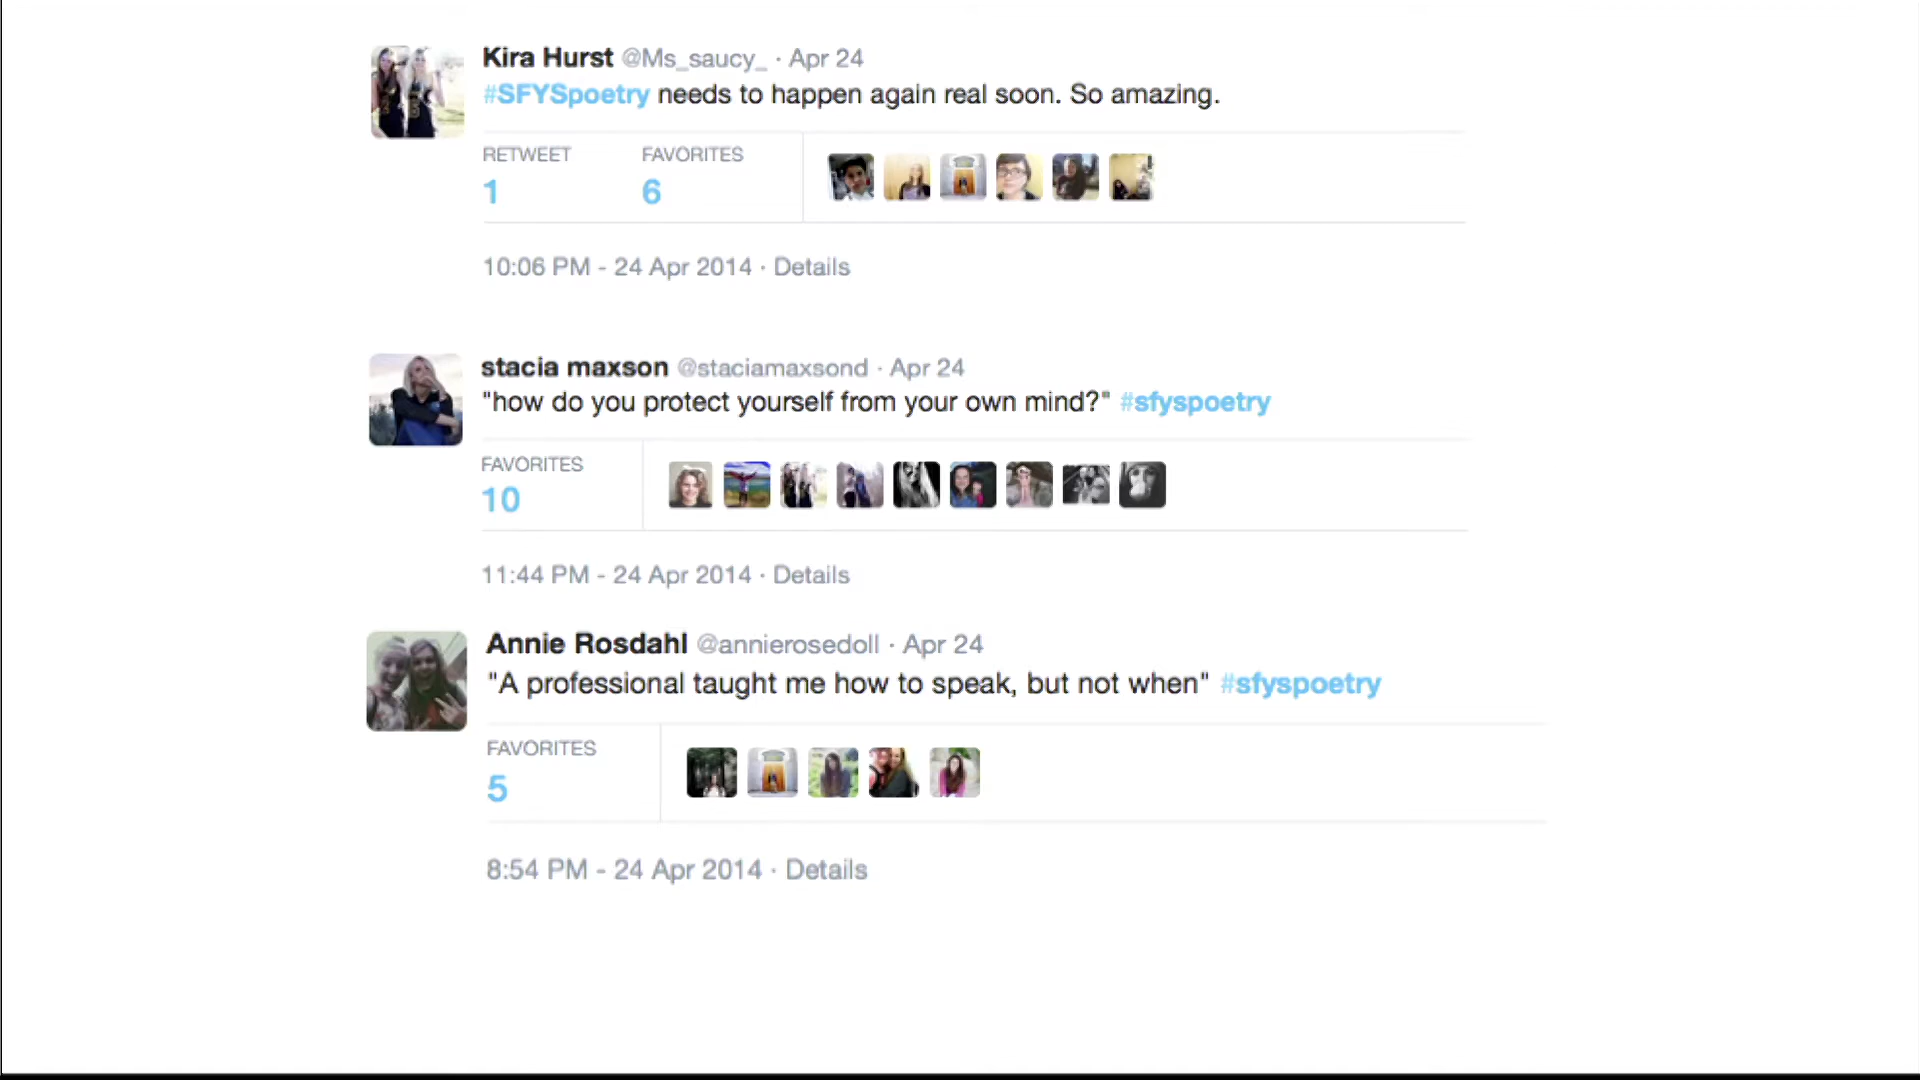 Kira Hurst @Ms_saucy_ · Apr 24
#SFYSpoetry needs to happen again real soon. So amazing.
RETWEET FAVORITES
1 6
10:06 PM - 24 Apr 2014 · Details
stacia maxson @staciamaxsond · Apr 24
"how do you protect yourself from your own mind?" #sfyspoetry
FAVORITES
10
11:44 PM - 24 Apr 2014 · Details
Annie Rosdahl @annierosedoll · Apr 24
"A professional taught me how to speak, but not when" #sfyspoetry
FAVORITES
5
8:54 PM - 24 Apr 2014 · Details